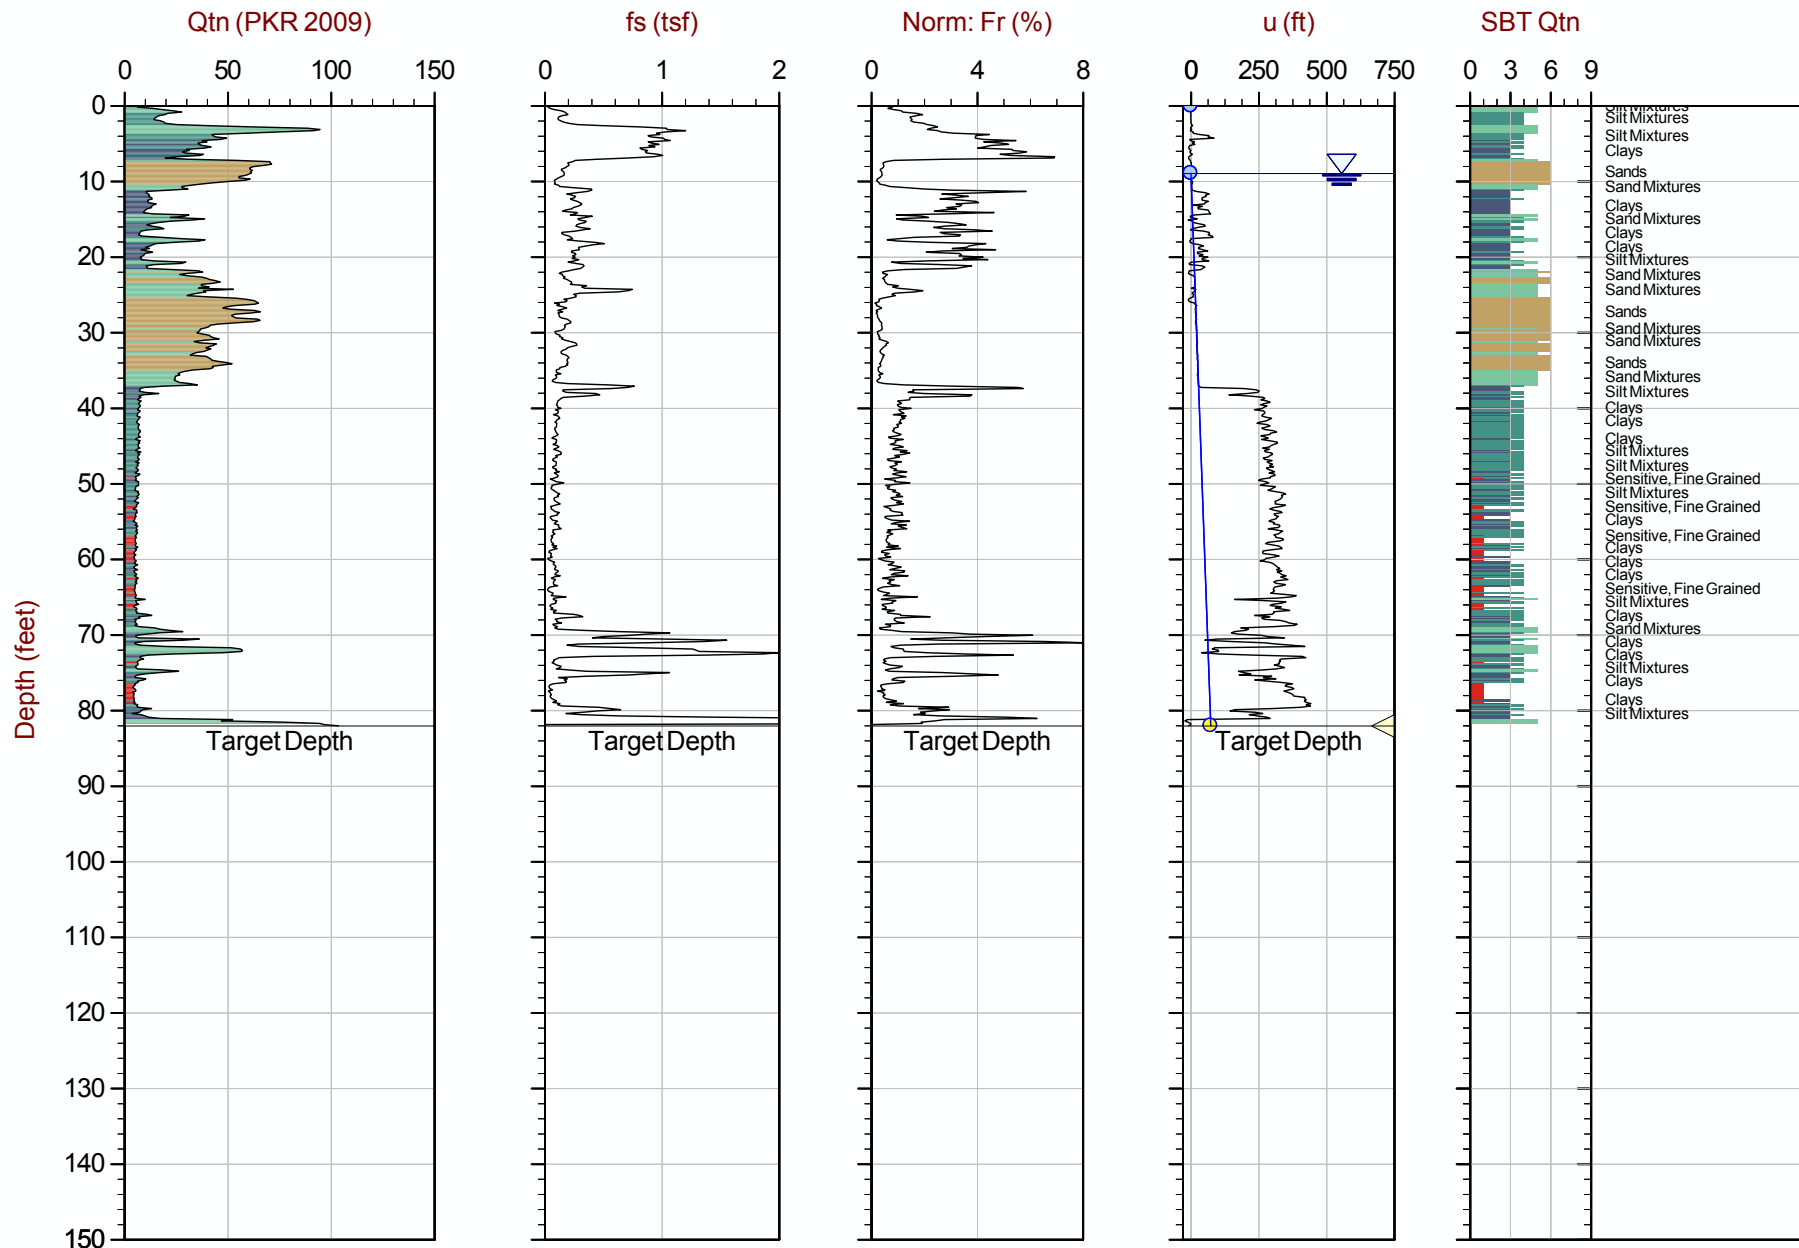 Qtn (PKR 2009) fs (tsf) Norm: Fr (%) u (ft) SBT Qtn
0 50 100 150 0 1 2 0 4 8 0 250 500 750 0 3 6 9
0
10
20
30
40
50
60
70
80
90
100
110
120
130
140
150
Depth (feet)
Target Depth Target Depth Target Depth Target Depth
Silt Mixtures
Silt Mixtures
Silt Mixtures
Clays
Sands
Sand Mixtures
Clays
Sand Mixtures
Clays
Clays
Silt Mixtures
Sand Mixtures
Sand Mixtures
Sands
Sand Mixtures
Sand Mixtures
Sands
Sand Mixtures
Silt Mixtures
Clays
Clays
Clays
Silt Mixtures
Silt Mixtures
Sensitive, Fine Grained
Silt Mixtures
Sensitive, Fine Grained
Clays
Sensitive, Fine Grained
Clays
Clays
Clays
Sensitive, Fine Grained
Silt Mixtures
Clays
Sand Mixtures
Clays
Clays
Silt Mixtures
Clays
Clays
Silt Mixtures